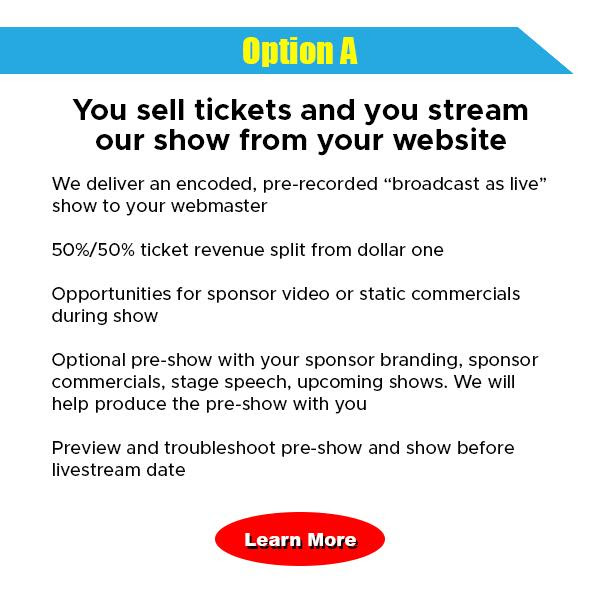 Option A
You sell tickets and you stream
our show from your website
We deliver an encoded, pre-recorded “broadcast as live”
show to your webmaster
50%/50% ticket revenue split from dollar one
Opportunities for sponsor video or static commercials
during show
Optional pre-show with your sponsor branding, sponsor
commercials, stage speech, upcoming shows. We will
help produce the pre-show with you
Preview and troubleshoot pre-show and show before
livestream date
Learn More